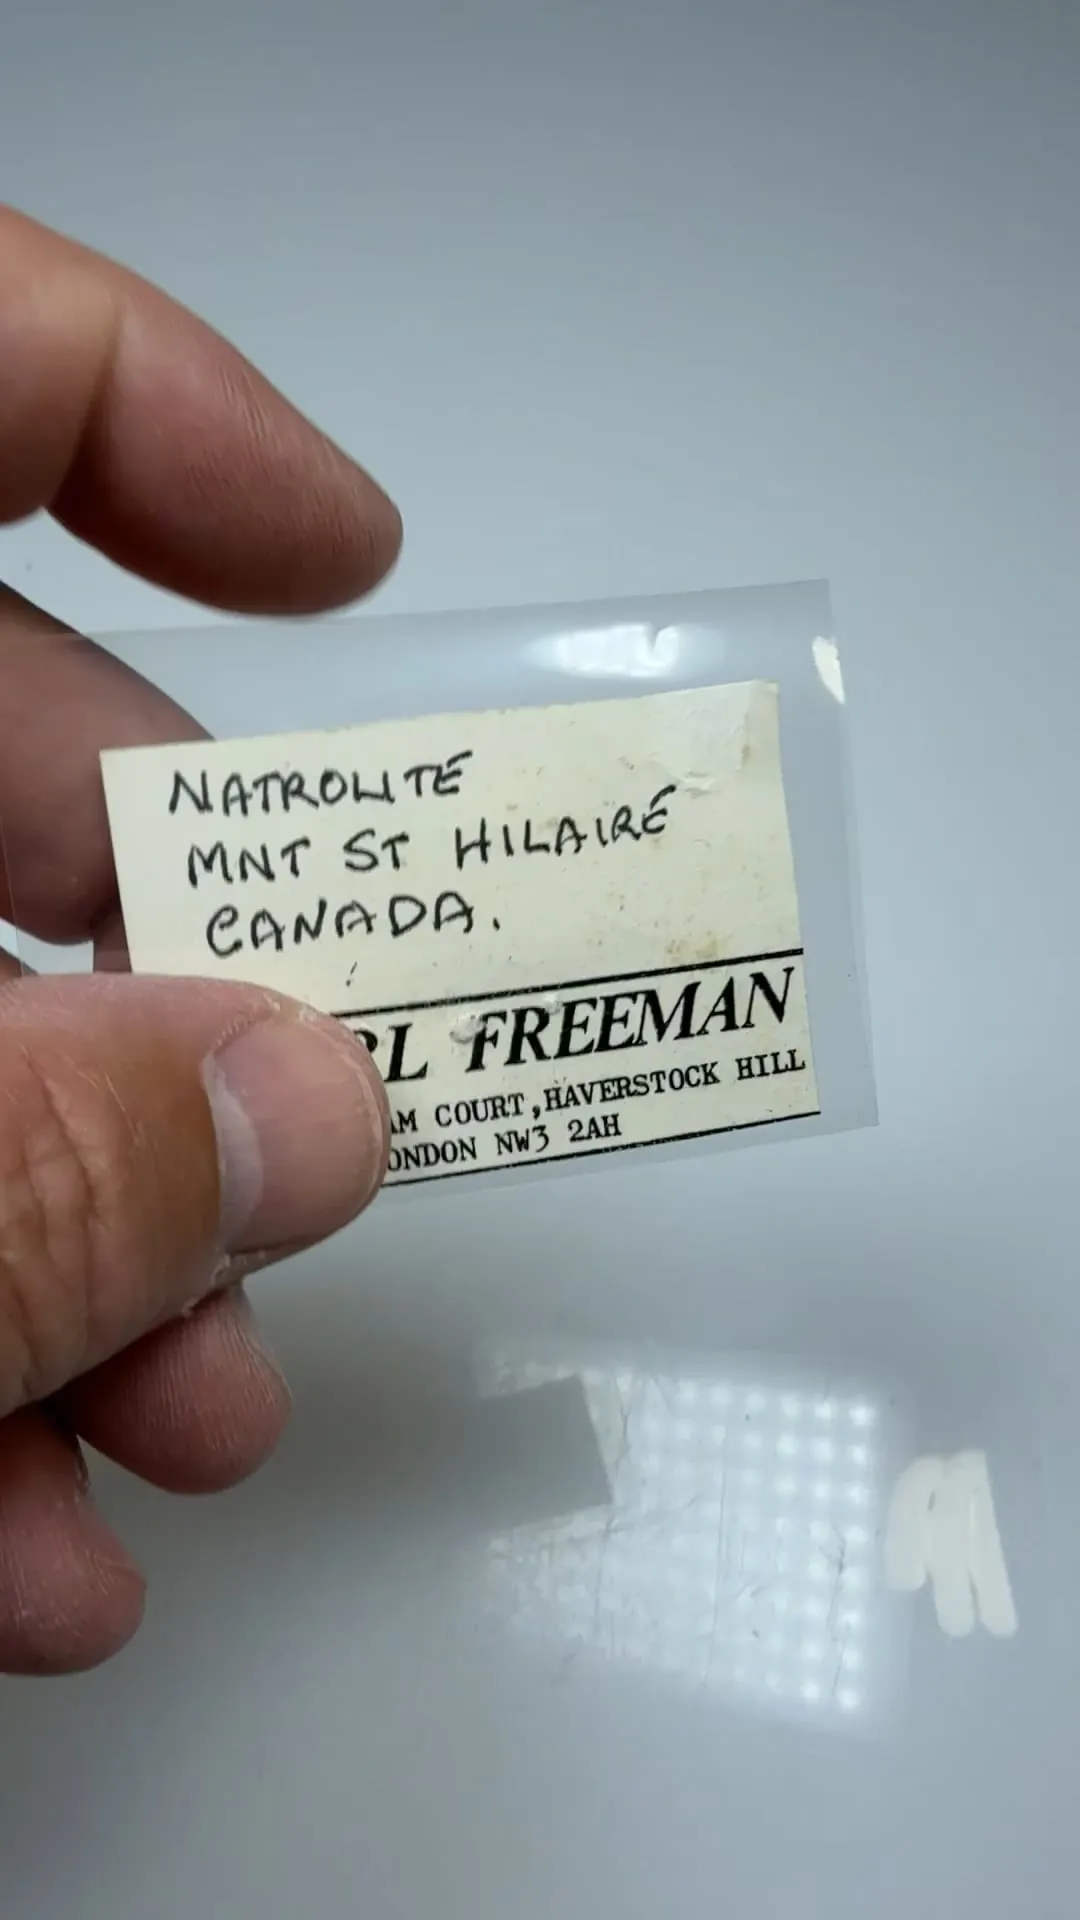 NATROLITE
MNT ST HILAIRE
CANADA.
FREEMAN
COURT, HAVERSTOCK HILL
NW3 2AH